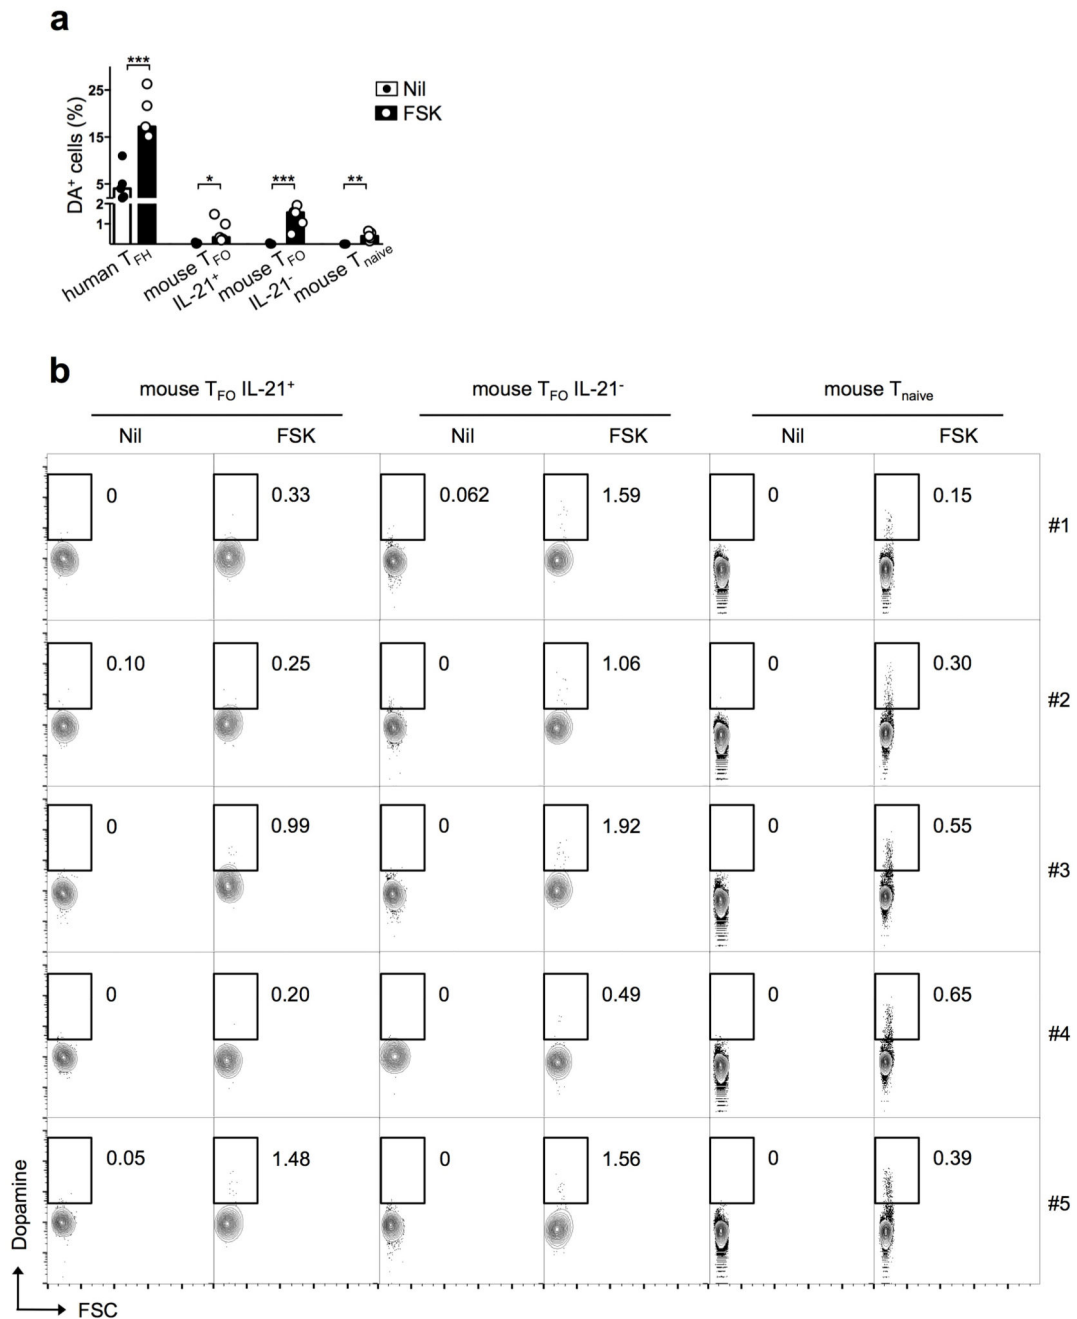 a
***
25
15
5
2
1
DA⁺ cells (%)
Nil
FSK
*
***
**
human T_FH
mouse T_FO
IL-21⁺
mouse T_FO
IL-21⁻
mouse T_naive
b
mouse T_FO IL-21⁺ mouse T_FO IL-21⁻ mouse T_naive
Nil FSK Nil FSK Nil FSK
0 0.33 0.062 1.59 0 0.15 #1
0.10 0.25 0 1.06 0 0.30 #2
0 0.99 0 1.92 0 0.55 #3
0 0.20 0 0.49 0 0.65 #4
0.05 1.48 0 1.56 0 0.39 #5
Dopamine
FSC